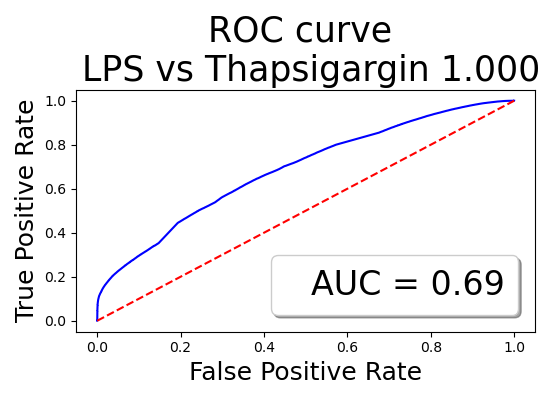 ROC curve
LPS vs Thapsigargin 1.000
True Positive Rate
1.0
0.8
0.6
0.4
0.2
0.0
AUC = 0.69
0.0 0.2 0.4 0.6 0.8 1.0
False Positive Rate